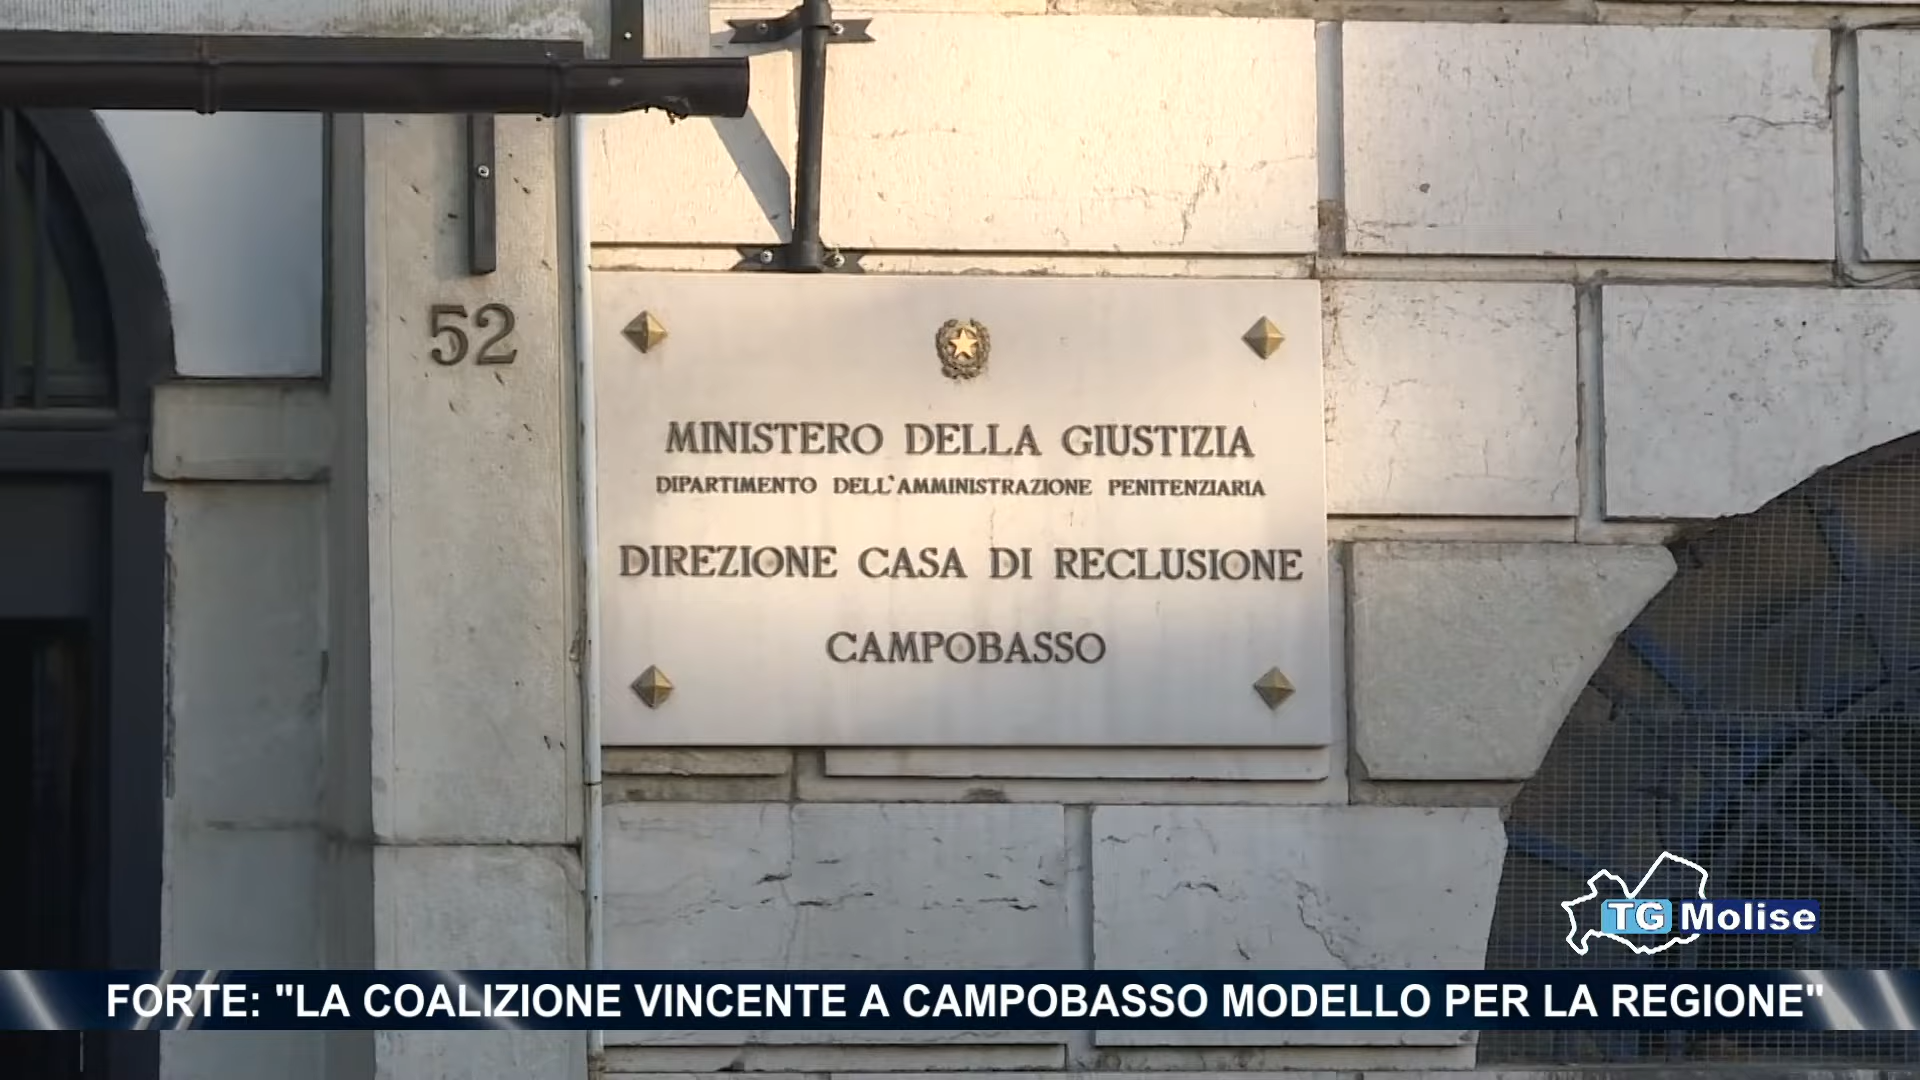 52
MINISTERO DELLA GIUSTIZIA
DIPARTIMENTO DELL'AMMINISTRAZIONE PENITENZIARIA
DIREZIONE CASA DI RECLUSIONE
CAMPOBASSO
TG Molise
FORTE: "LA COALIZIONE VINCENTE A CAMPOBASSO MODELLO PER LA REGIONE"